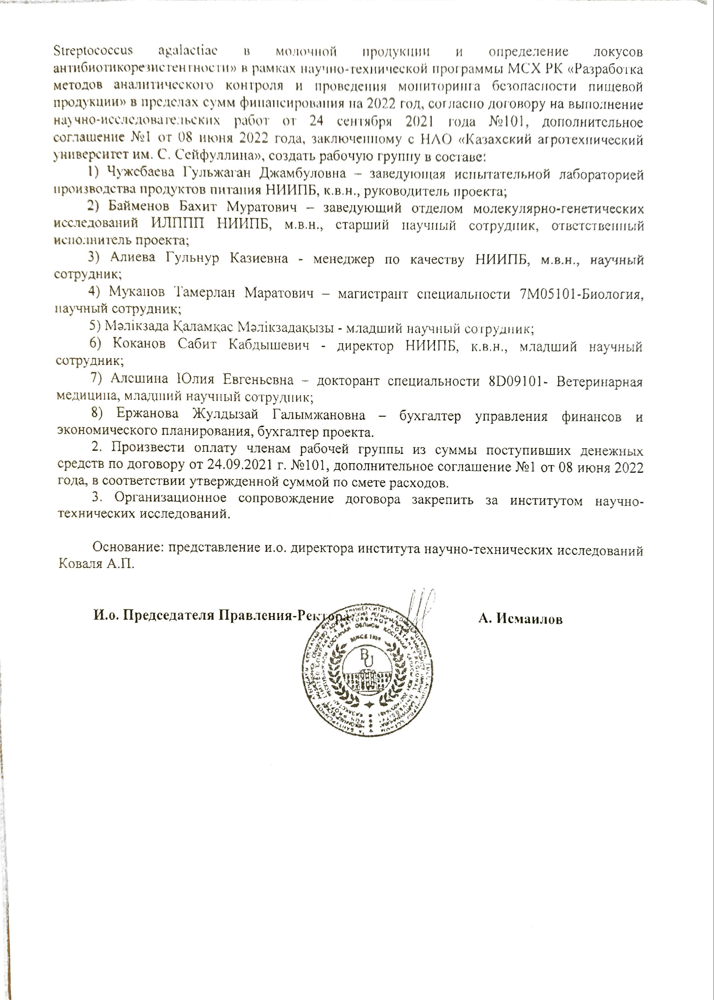 Streptococcus agalactiae в молочной продукции и определение локусов
антибиотикорезистентности» в рамках научно-технической программы МСХ РК «Разработка
методов аналитического контроля и проведения мониторинга безопасности пищевой
продукции» в пределах сумм финансирования на 2022 год, согласно договору на выполнение
научно-исследовательских работ от 24 сентября 2021 года №101, дополнительное
соглашение №1 от 08 июня 2022 года, заключенному с НАО «Казахский агротехнический
университет им. С. Сейфуллина», создать рабочую группу в составе:
1) Чужебаева Гульжаган Джамбуловна – заведующая испытательной лабораторией
производства продуктов питания НИИПБ, к.в.н., руководитель проекта;
2) Байменов Бахит Муратович – заведующий отделом молекулярно-генетических
исследований ИЛППП НИИПБ, м.в.н., старший научный сотрудник, ответственный
исполнитель проекта;
3) Алиева Гульнур Казиевна - менеджер по качеству НИИПБ, м.в.н., научный
сотрудник;
4) Муканов Тамерлан Маратович – магистрант специальности 7М05101-Биология,
научный сотрудник;
5) Мәлікзада Қаламқас Мәлікзадақызы - младший научный сотрудник;
6) Коканов Сабит Кабдышевич - директор НИИПБ, к.в.н., младший научный
сотрудник;
7) Алешина Юлия Евгеньевна – докторант специальности 8D09101- Ветеринарная
медицина, младший научный сотрудник;
8) Ержанова Жулдызай Галымжановна – бухгалтер управления финансов и
экономического планирования, бухгалтер проекта.
2. Произвести оплату членам рабочей группы из суммы поступивших денежных
средств по договору от 24.09.2021 г. №101, дополнительное соглашение №1 от 08 июня 2022
года, в соответствии утвержденной суммой по смете расходов.
3. Организационное сопровождение договора закрепить за институтом научно-
технических исследований.
Основание: представление и.о. директора института научно-технических исследований
Коваля А.П.
И.о. Председателя Правления-Ректора
А. Исмаилов
BU